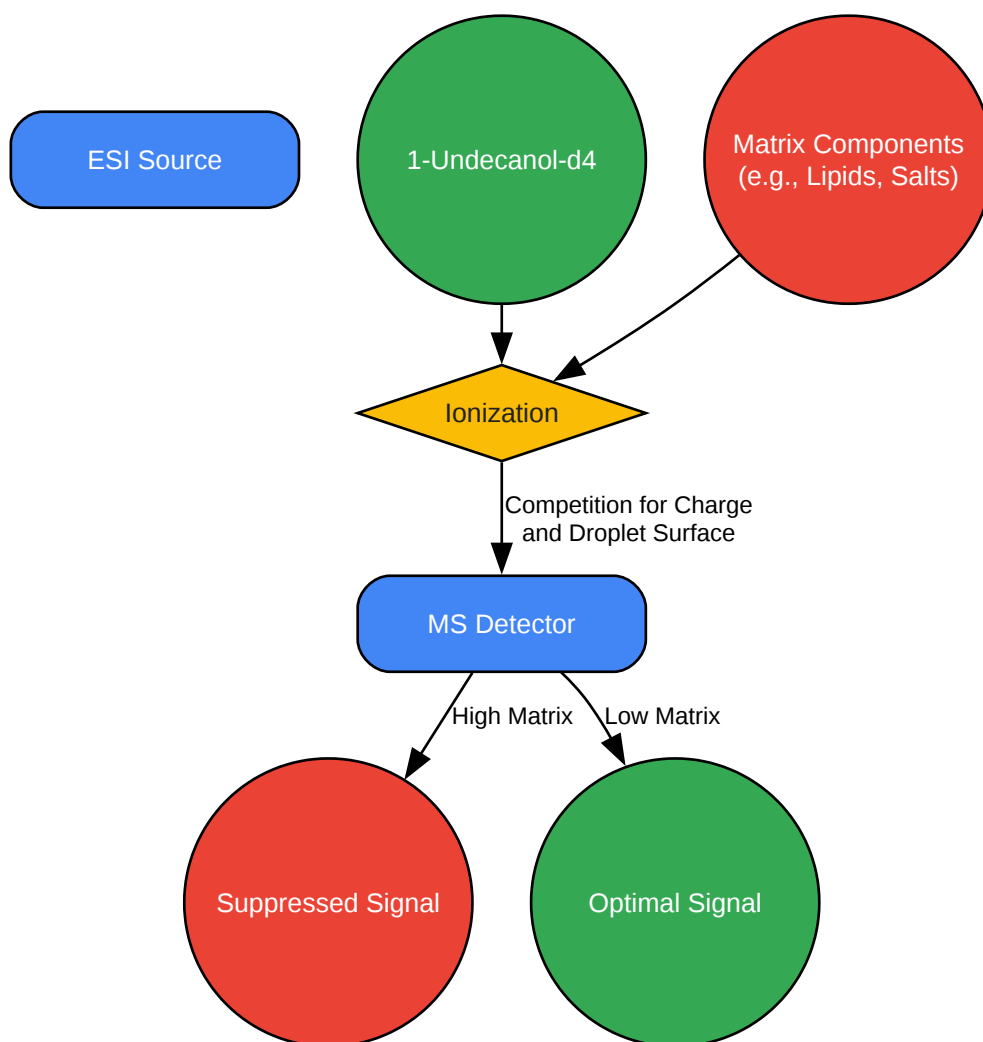 ESI Source
1-Undecanol-d4
Matrix Components
(e.g., Lipids, Salts)
Ionization
Competition for Charge
and Droplet Surface
MS Detector
High Matrix
Low Matrix
Suppressed Signal
Optimal Signal